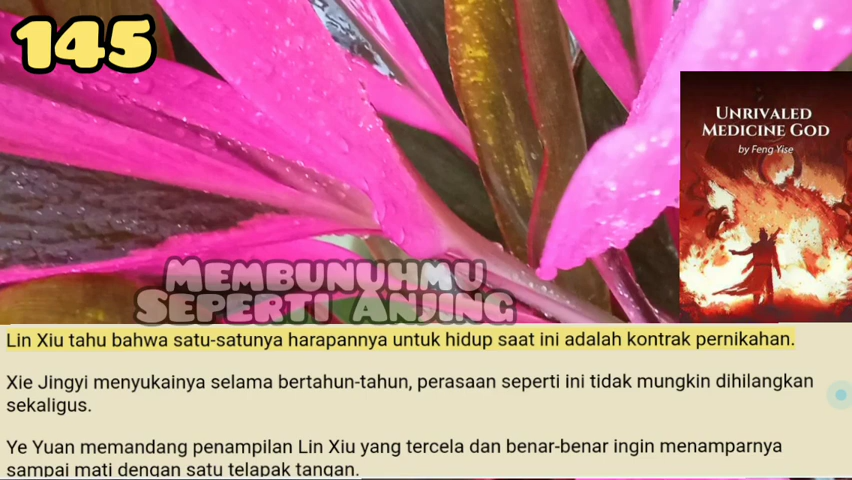 145
UNRIVALED
MEDICINE GOD
by Feng Yise
MEMBUNUHMU
SEPERTI ANJING
Lin Xiu tahu bahwa satu-satunya harapannya untuk hidup saat ini adalah kontrak pernikahan.
Xie Jingyi menyukainya selama bertahun-tahun, perasaan seperti ini tidak mungkin dihilangkan
sekaligus.
Ye Yuan memandang penampilan Lin Xiu yang tercela dan benar-benar ingin menamparnya
sampai mati dengan satu telapak tangan.